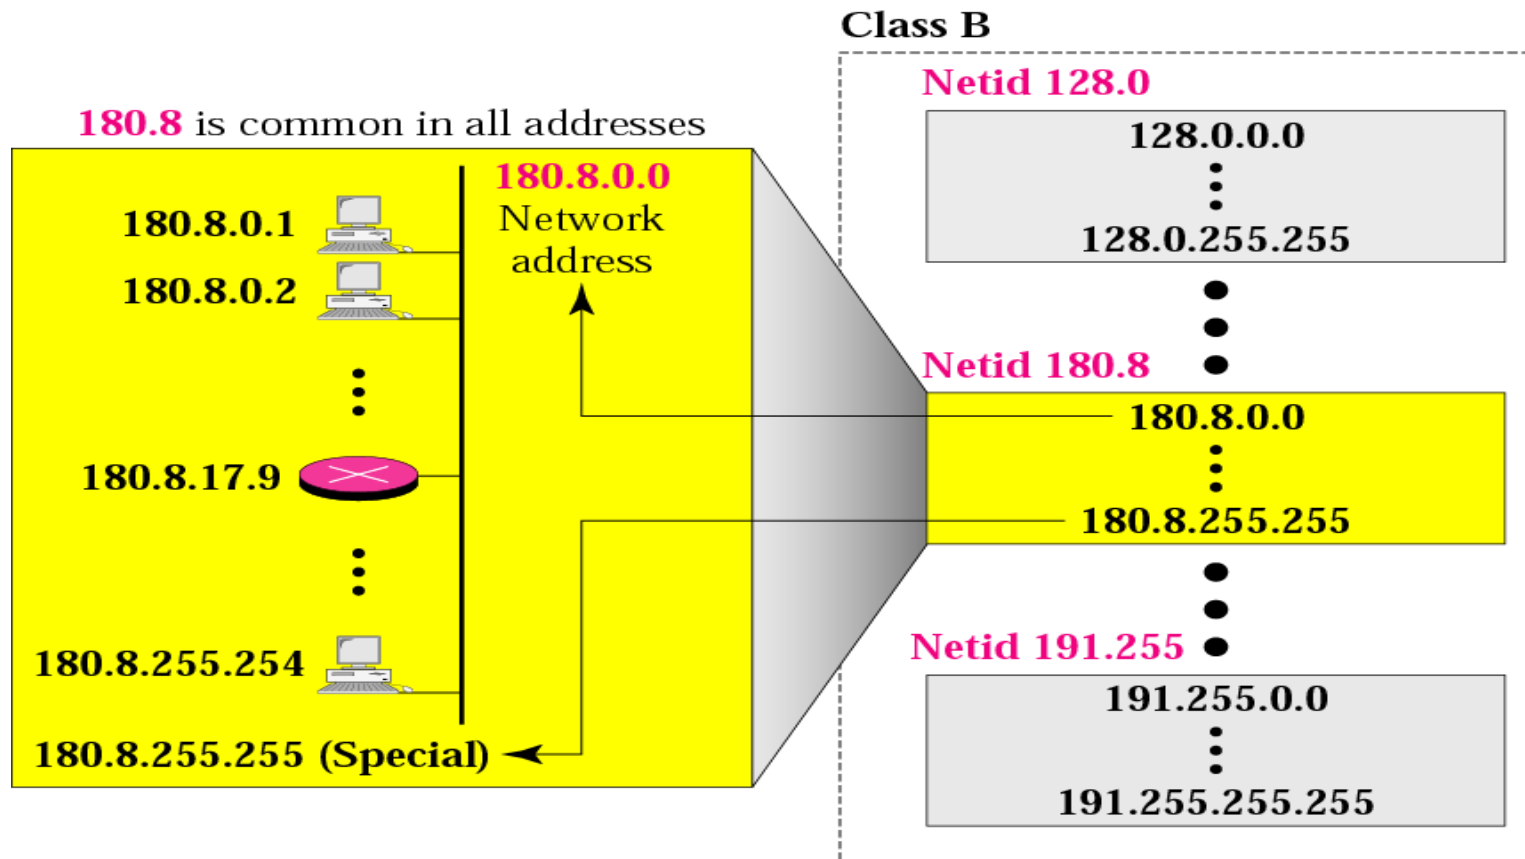 Class B
Netid 128.0
128.0.0.0
128.0.255.255
Netid 180.8
180.8.0.0
180.8.255.255
Netid 191.255
191.255.0.0
191.255.255.255
180.8 is common in all addresses
180.8.0.0
Network
address
180.8.0.1
180.8.0.2
180.8.17.9
180.8.255.254
180.8.255.255 (Special)